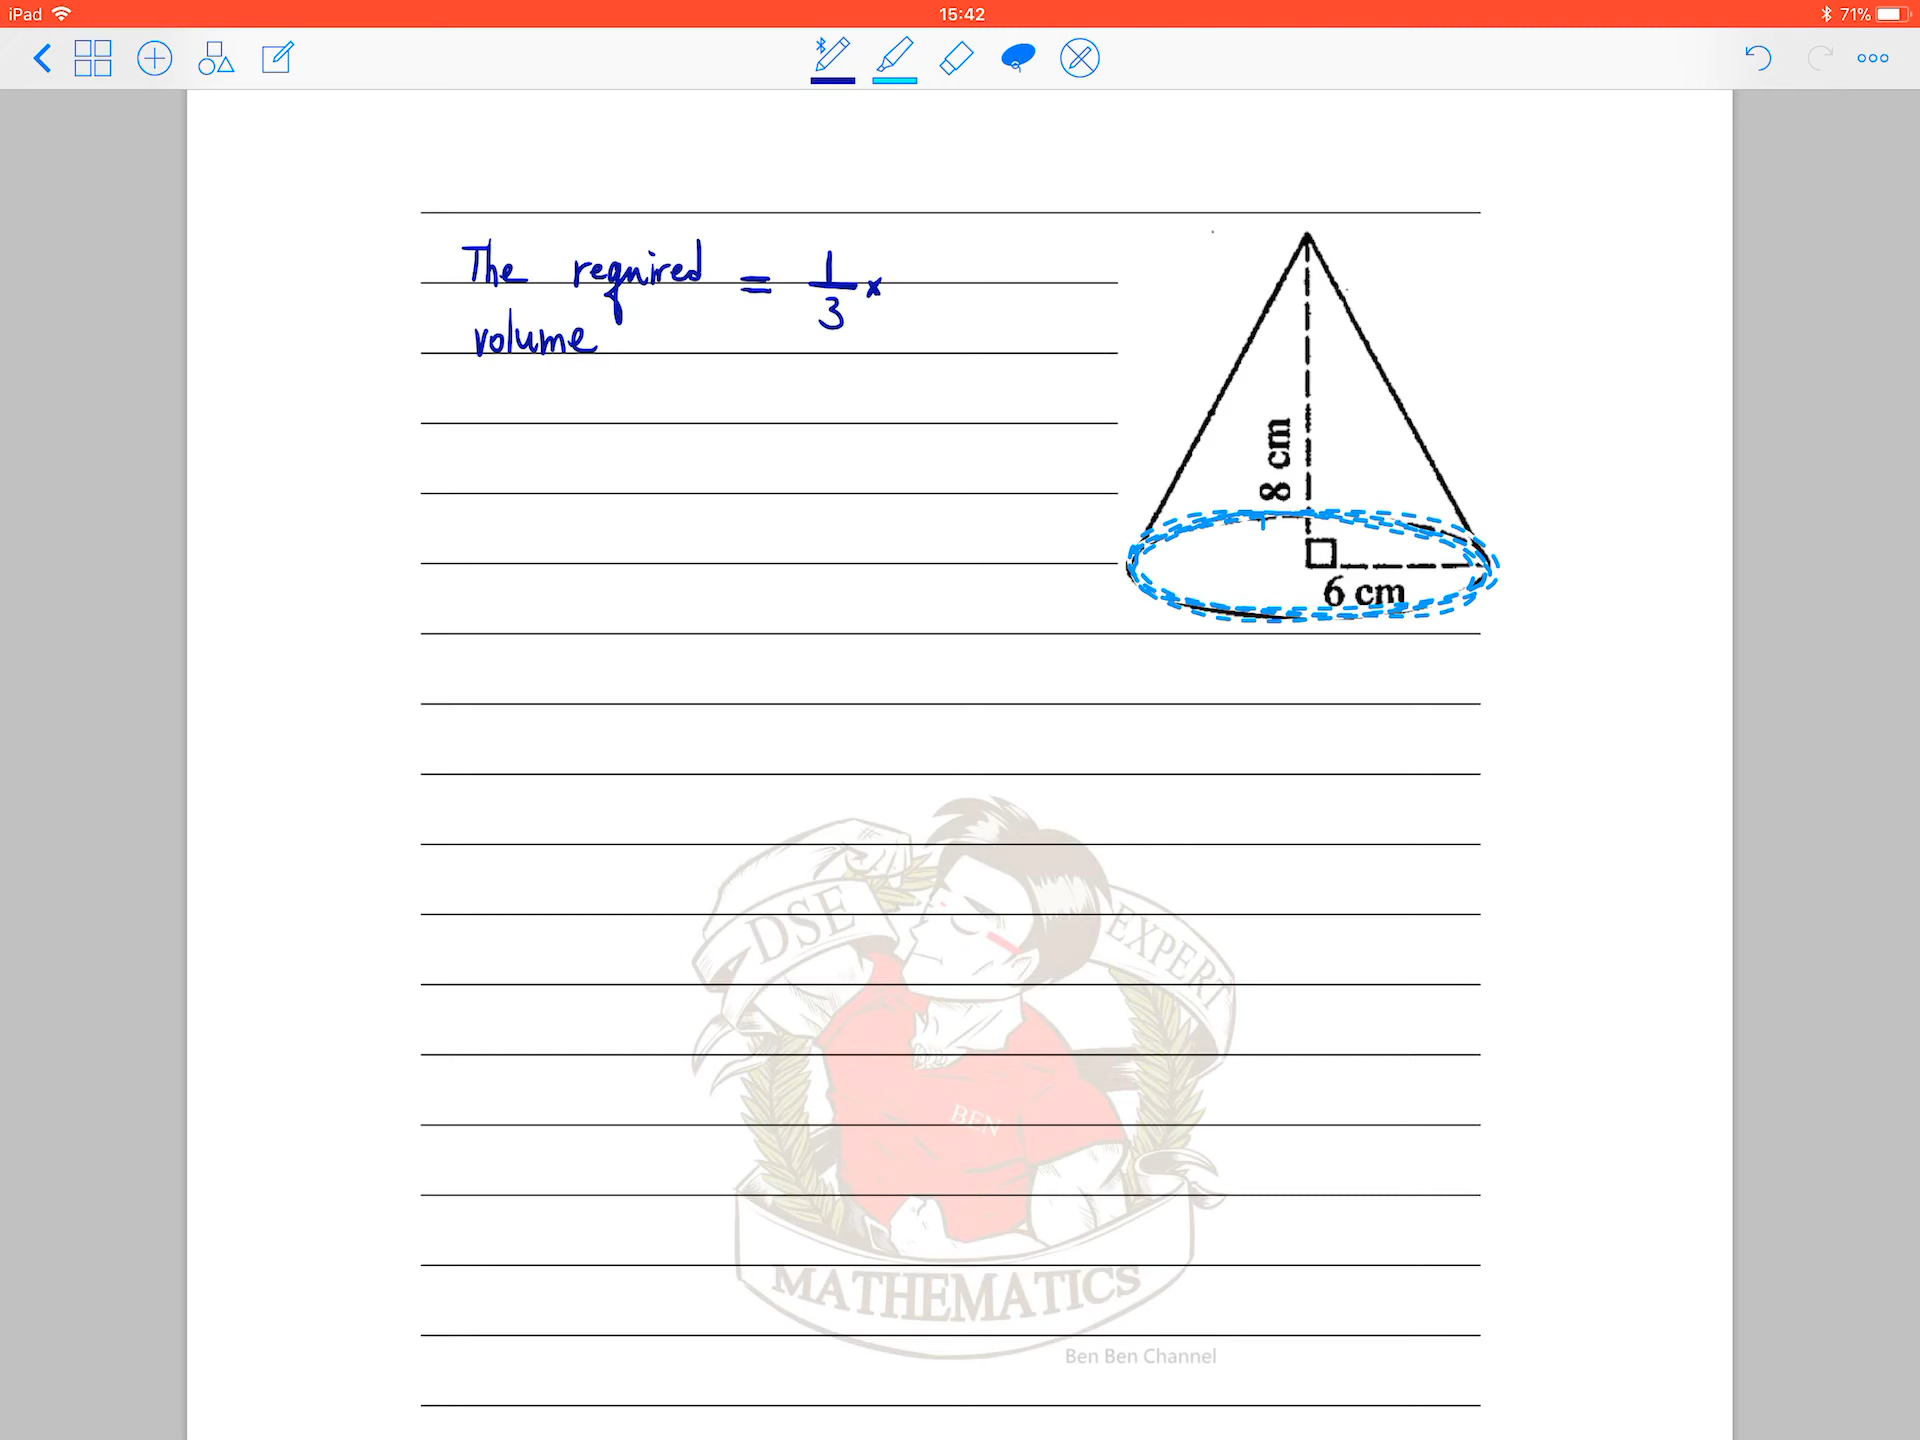 iPad 15:42 71%
The required = 1/3 ×
volume
8 cm
6 cm
DSE EXPERT
BEN
MATHEMATICS
Ben Ben Channel